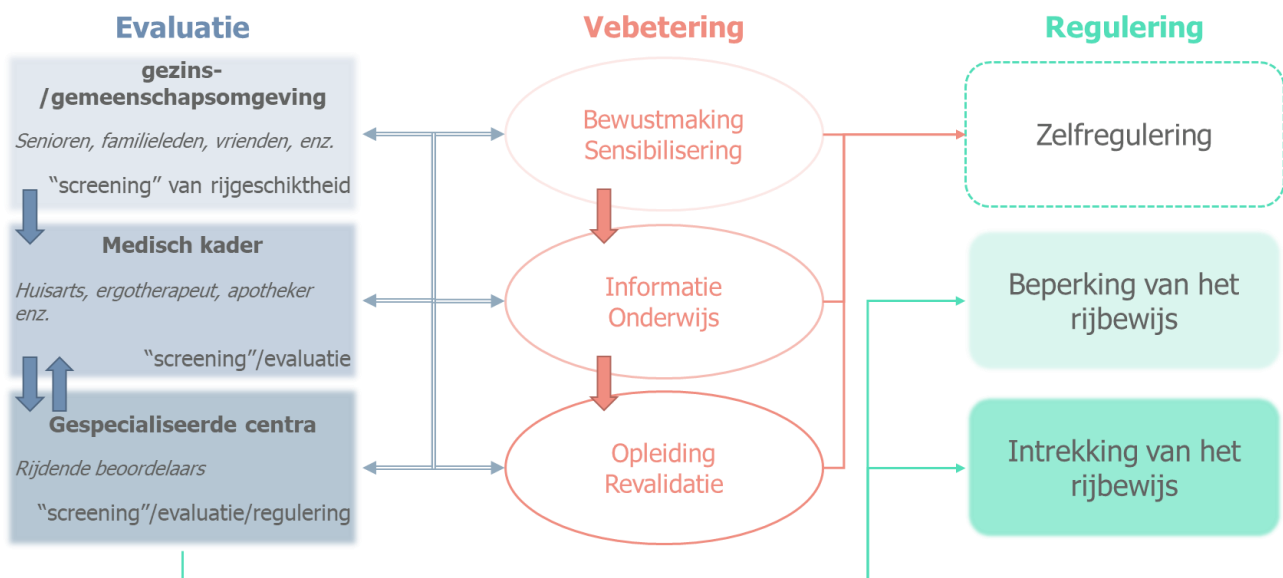 Evaluatie
gezins-
/gemeenschapsomgeving
Senioren, familieleden, vrienden, enz.
“screening” van rijgeschiktheid
Medisch kader
Huisarts, ergotherapeut, apotheker
enz.
“screening”/evaluatie
Gespecialiseerde centra
Rijdende beoordelaars
“screening”/evaluatie/regulering
Vebetering
Bewustmaking
Sensibilisering
Informatie
Onderwijs
Opleiding
Revalidatie
Regulering
Zelfregulering
Beperking van het
rijbewijs
Intrekking van het
rijbewijs